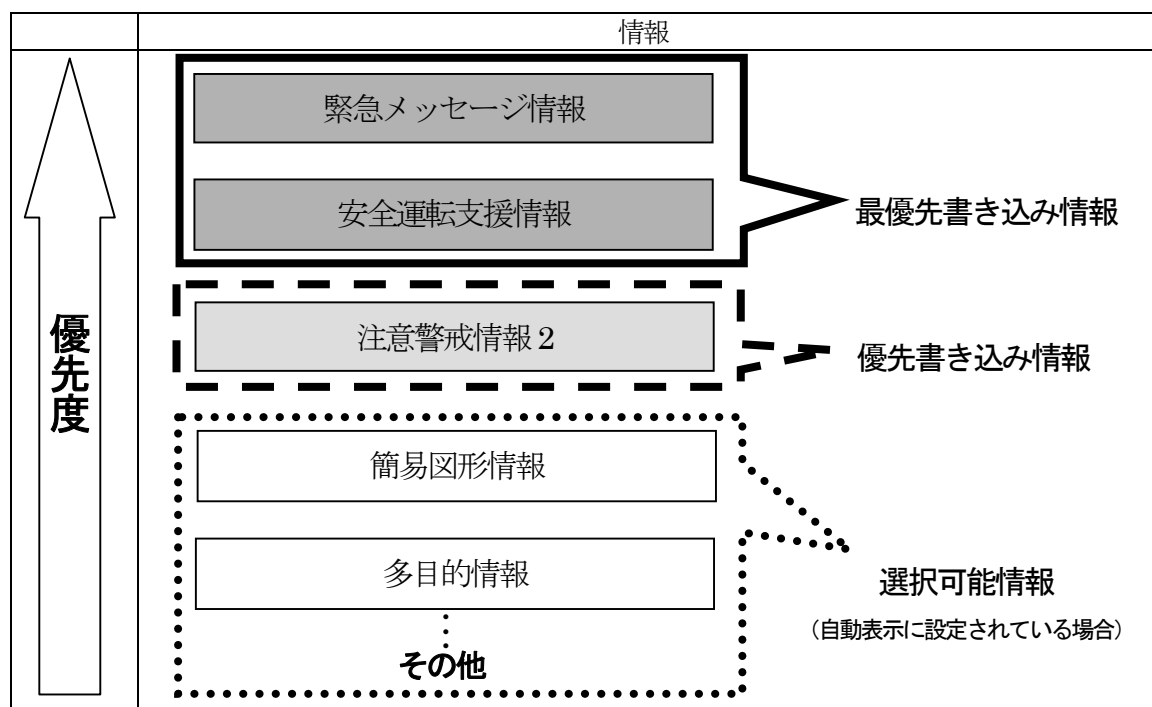 情報
緊急メッセージ情報
安全運転支援情報
最優先書き込み情報
注意警戒情報2
優先書き込み情報
優先度
簡易図形情報
多目的情報
その他
選択可能情報
（自動表示に設定されている場合）